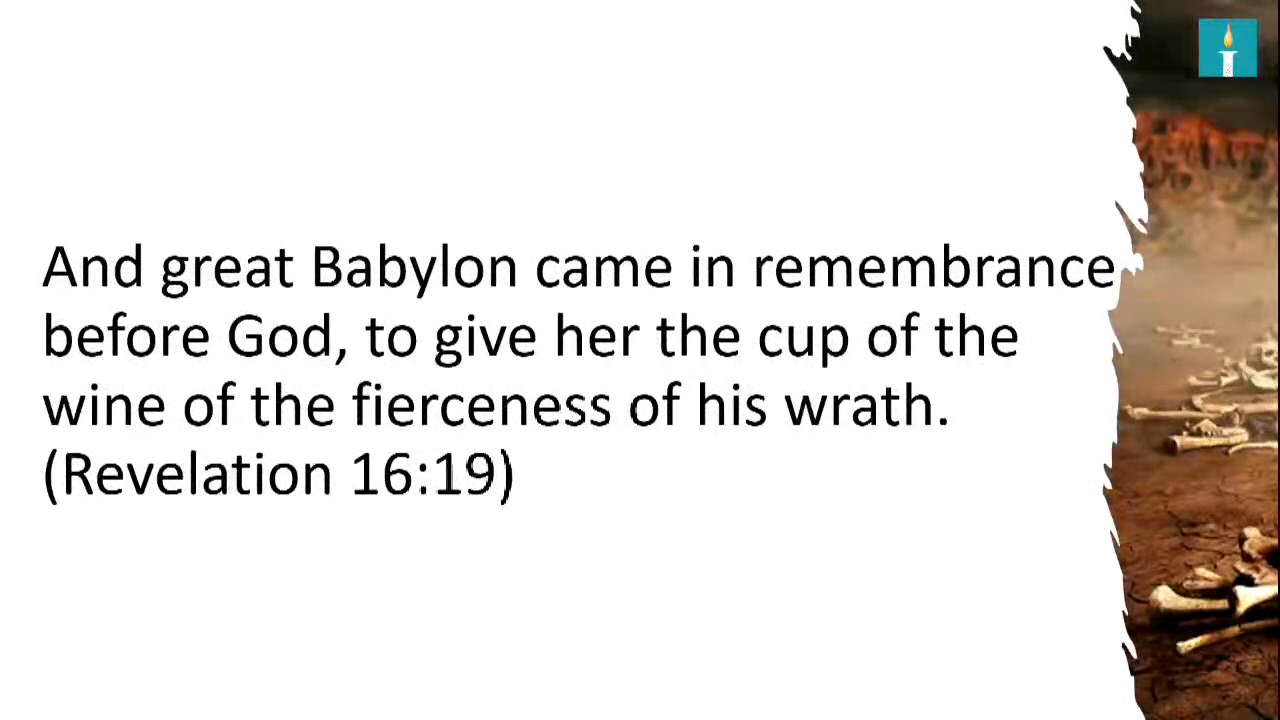 And great Babylon came in remembrance
before God, to give her the cup of the
wine of the fierceness of his wrath.
(Revelation 16:19)